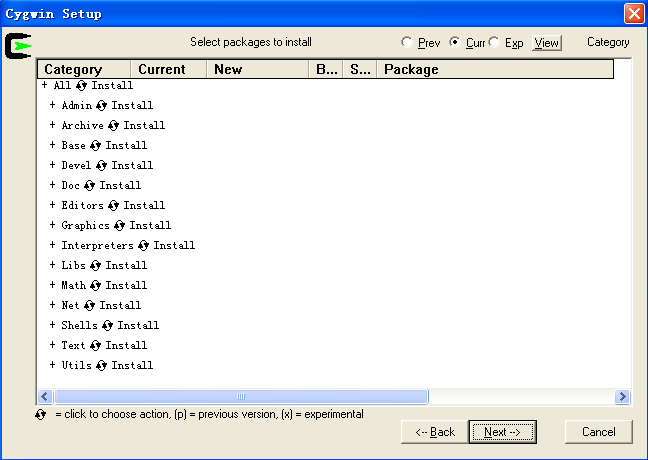 Cygwin Setup
Select packages to install
Prev Curr Exp View Category
Category Current New B... S... Package
+ All Install
+ Admin Install
+ Archive Install
+ Base Install
+ Devel Install
+ Doc Install
+ Editors Install
+ Graphics Install
+ Interpreters Install
+ Libs Install
+ Math Install
+ Net Install
+ Shells Install
+ Text Install
+ Utils Install
= click to choose action, (p) = previous version, (x) = experimental
<-- Back Next --> Cancel